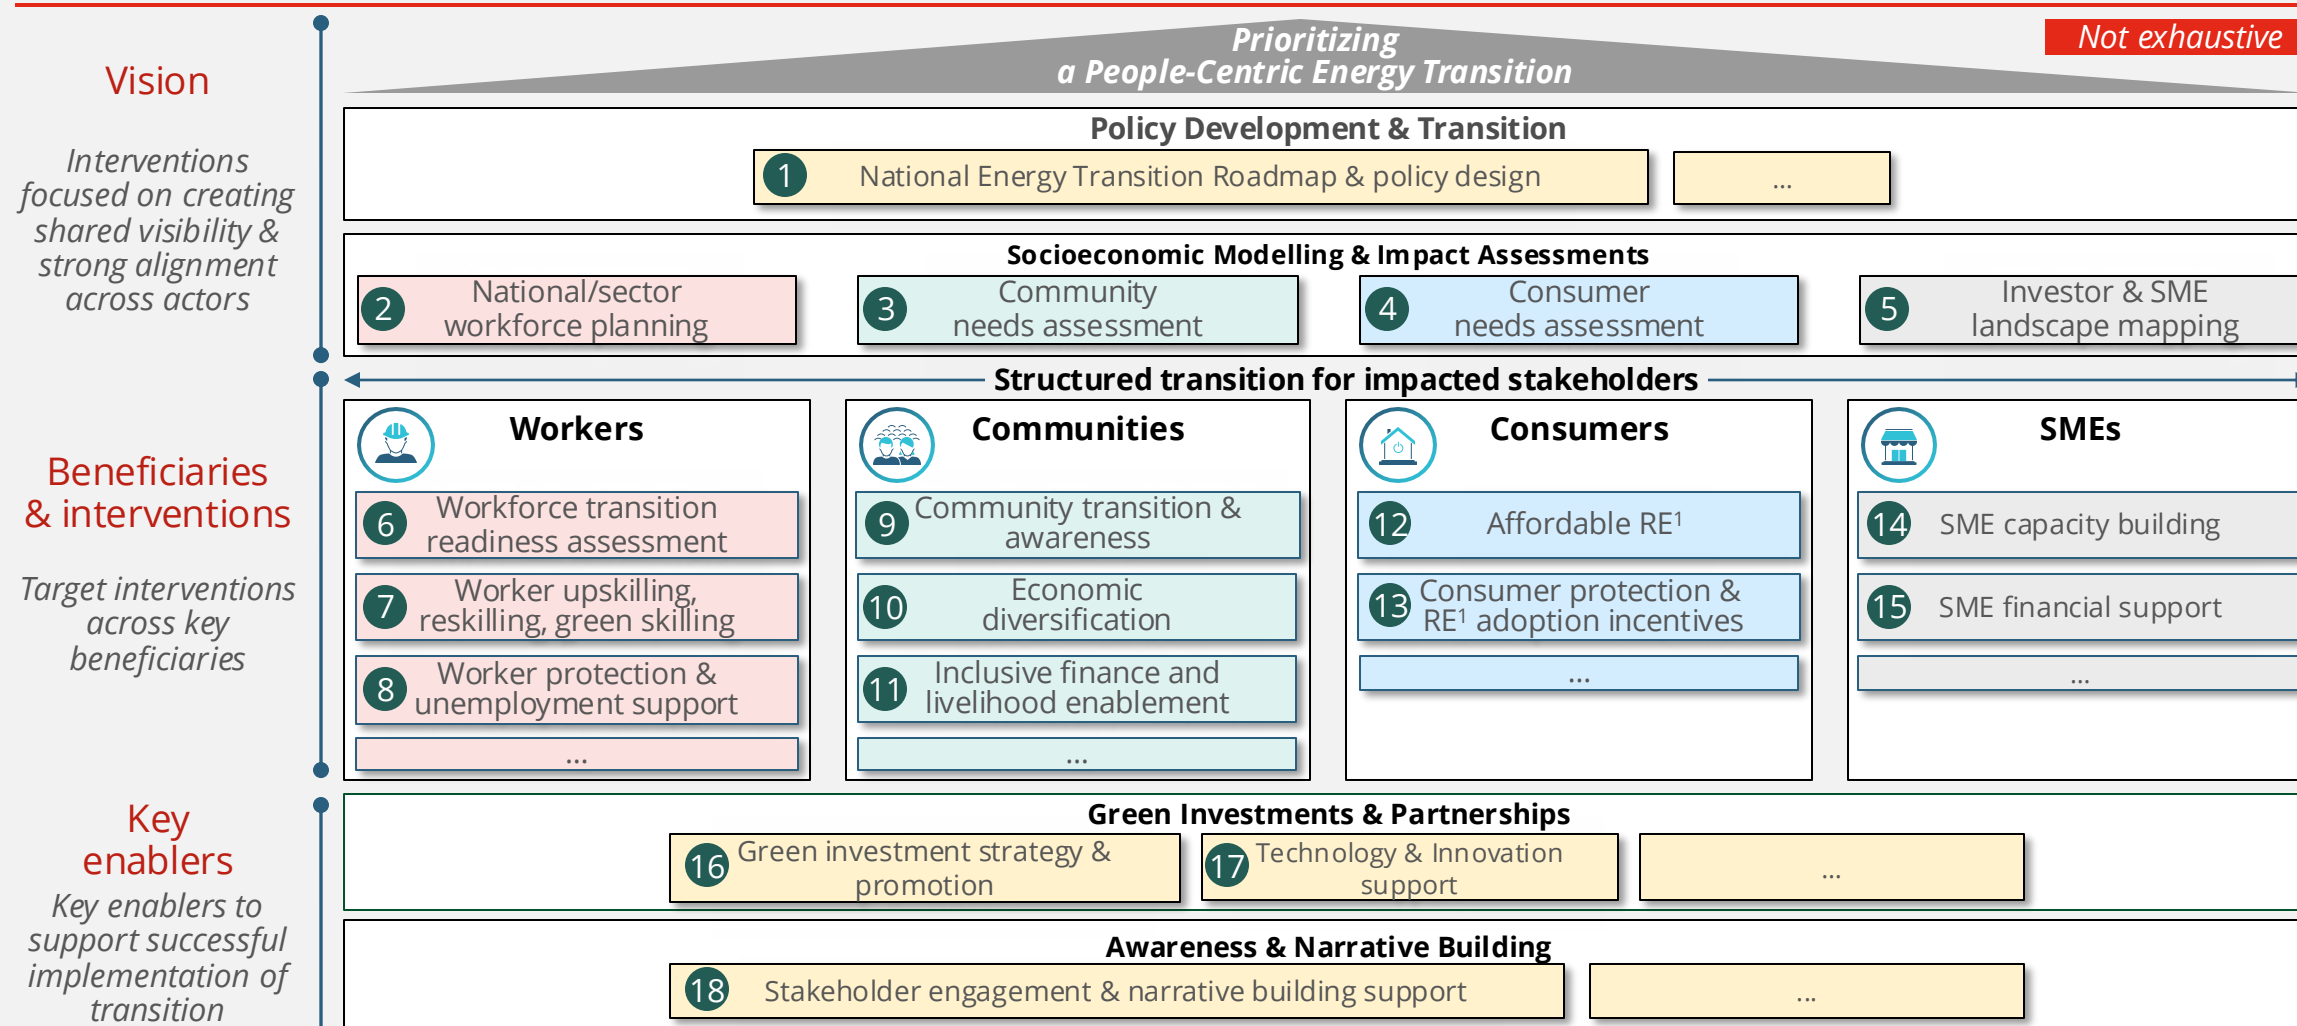 Prioritizing
a People-Centric Energy Transition
Not exhaustive
Vision
Interventions
focused on creating
shared visibility &
strong alignment
across actors
Policy Development & Transition
1 National Energy Transition Roadmap & policy design
...
Socioeconomic Modelling & Impact Assessments
2 National/sector
workforce planning
3 Community
needs assessment
4 Consumer
needs assessment
5 Investor & SME
landscape mapping
Structured transition for impacted stakeholders
Beneficiaries
& interventions
Target interventions
across key
beneficiaries
Workers
6 Workforce transition
readiness assessment
7 Worker upskilling,
reskilling, green skilling
8 Worker protection &
unemployment support
...
Communities
9 Community transition &
awareness
10 Economic
diversification
11 Inclusive finance and
livelihood enablement
...
Consumers
12 Affordable RE¹
13 Consumer protection &
RE¹ adoption incentives
...
SMEs
14 SME capacity building
15 SME financial support
...
Key
enablers
Key enablers to
support successful
implementation of
transition
Green Investments & Partnerships
16 Green investment strategy &
promotion
17 Technology & Innovation
support
...
Awareness & Narrative Building
18 Stakeholder engagement & narrative building support
...